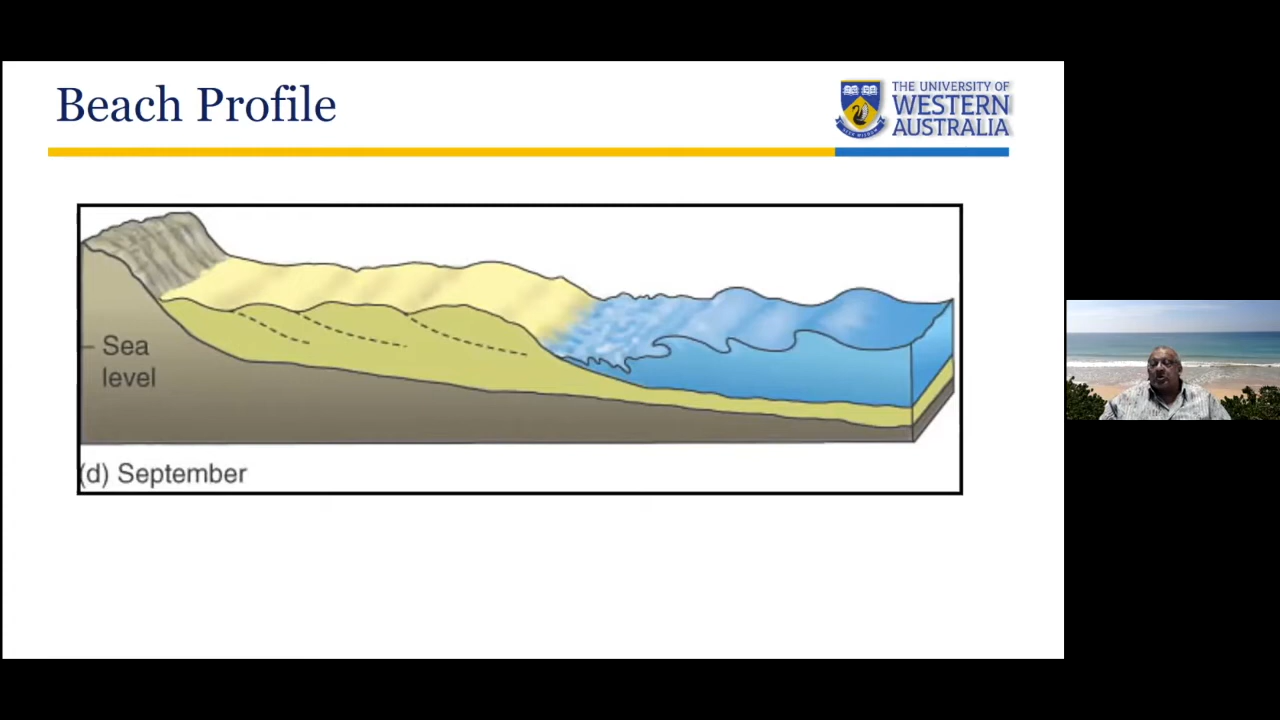 Beach Profile
THE UNIVERSITY OF
WESTERN
AUSTRALIA
Sea
level
(d) September